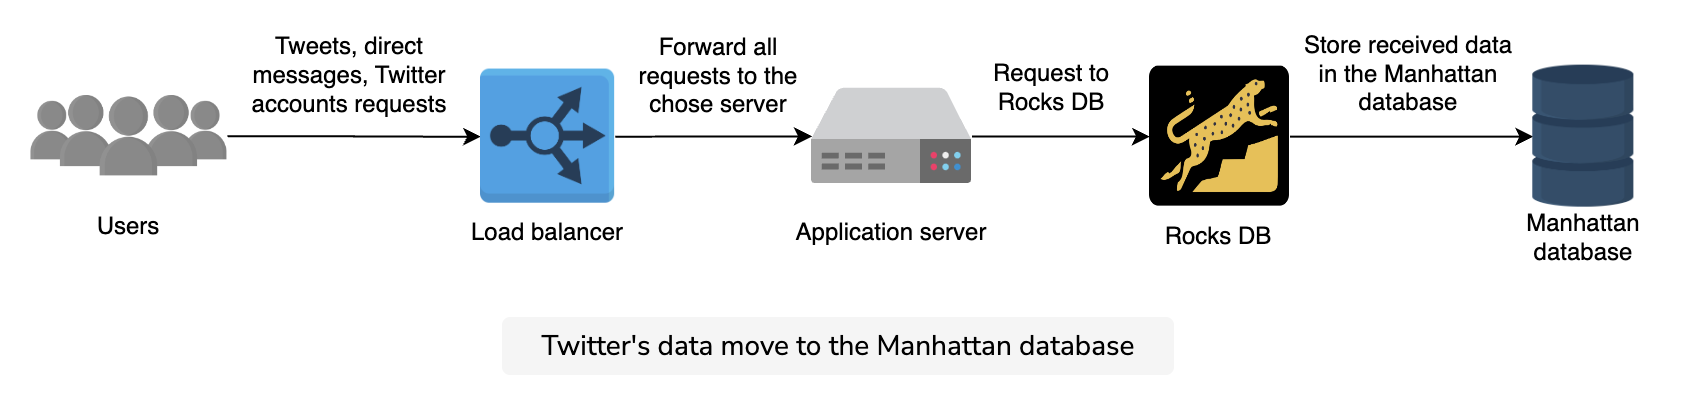 Tweets, direct
messages, Twitter
accounts requests
Forward all
requests to the
chose server
Request to
Rocks DB
Store received data
in the Manhattan
database
Users
Load balancer
Application server
Rocks DB
Manhattan
database
Twitter's data move to the Manhattan database